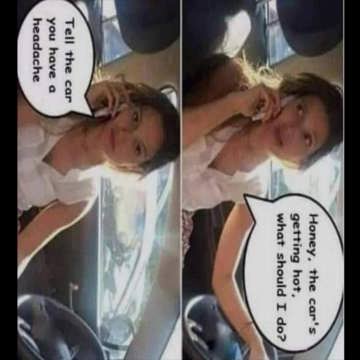 Honey, the car's
getting hot,
what should I do?
Tell the car
you have a
headache